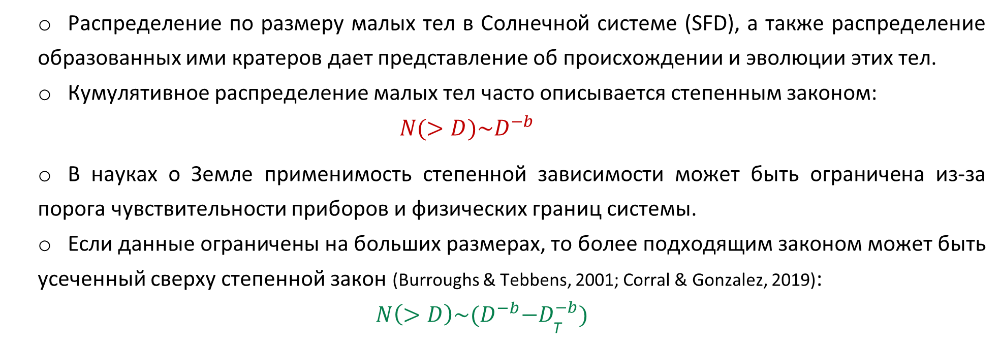 ○ Распределение по размеру малых тел в Солнечной системе (SFD), а также распределение
образованных ими кратеров дает представление об происхождении и эволюции этих тел.
○ Кумулятивное распределение малых тел часто описывается степенным законом:
N(> D)~D^{−b}
○ В науках о Земле применимость степенной зависимости может быть ограничена из-за
порога чувствительности приборов и физических границ системы.
○ Если данные ограничены на больших размерах, то более подходящим законом может быть
усеченный сверху степенной закон (Burroughs & Tebbens, 2001; Corral & Gonzalez, 2019):
N(> D)~(D^{−b}−D_T^{−b})